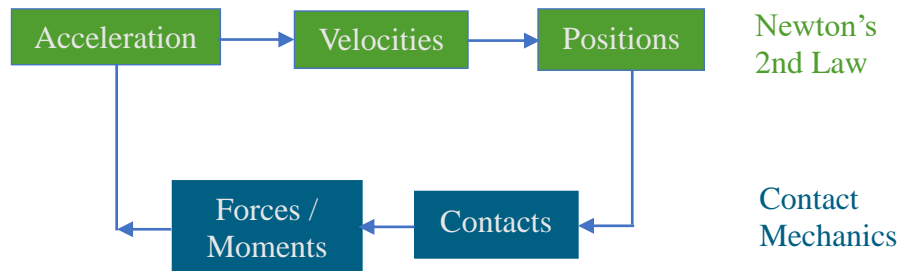 Acceleration
Velocities
Positions
Newton's
2nd Law
Forces /
Moments
Contacts
Contact
Mechanics